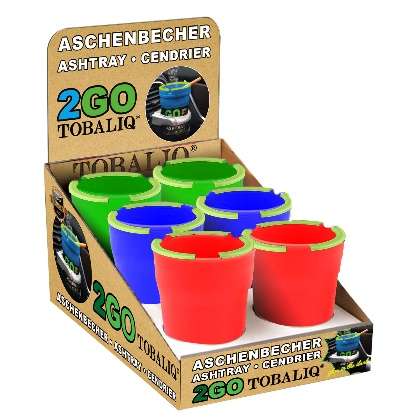 ASCHENBECHER
ASHTRAY • CENDRIER
2GO
TOBALIQ®
TOBALIQ®
2GO
TOBALIQ®
ASCHENBECHER • ASHTRAY • CENDRIER
ASCHENBECHER
ASHTRAY • CENDRIER
2GO TOBALIQ®